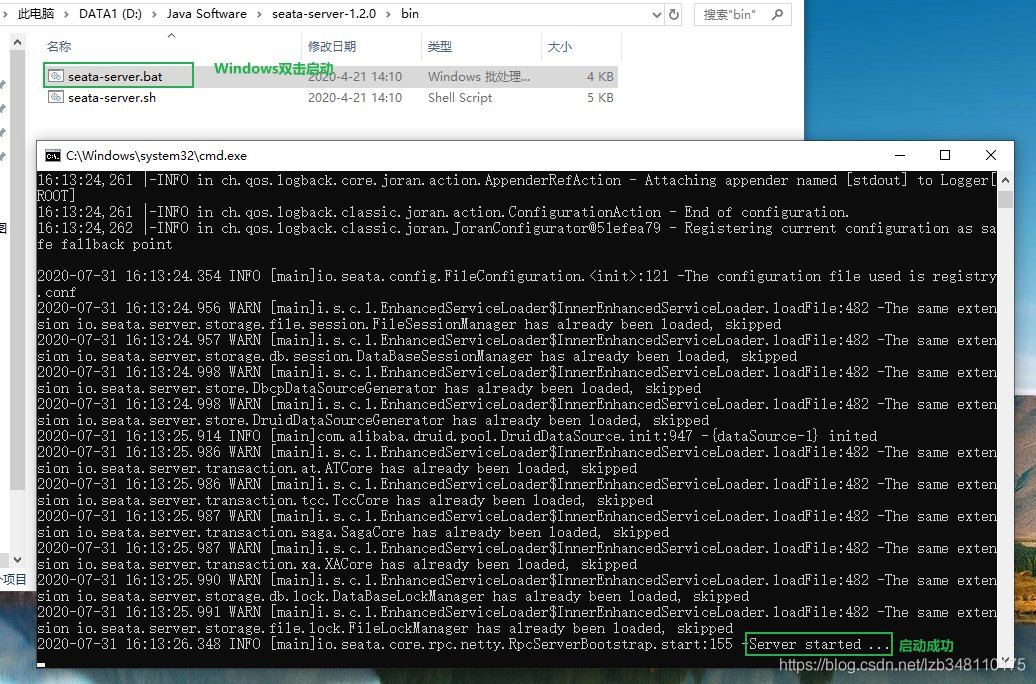 此电脑 › DATA1 (D:) › Java Software › seata-server-1.2.0 › bin
搜索"bin"
名称 修改日期 类型 大小
seata-server.bat Windows双击启动 2020-4-21 14:10 Windows 批处理... 4 KB
seata-server.sh 2020-4-21 14:10 Shell Script 5 KB
C:\Windows\system32\cmd.exe
16:13:24,261 |-INFO in ch.qos.logback.core.joran.action.AppenderRefAction - Attaching appender named [stdout] to Logger[
ROOT]
16:13:24,261 |-INFO in ch.qos.logback.classic.joran.action.ConfigurationAction - End of configuration.
16:13:24,262 |-INFO in ch.qos.logback.classic.joran.JoranConfigurator@51efea79 - Registering current configuration as sa
fe fallback point
2020-07-31 16:13:24.354 INFO [main]io.seata.config.FileConfiguration.<init>:121 -The configuration file used is registry
.conf
2020-07-31 16:13:24.956 WARN [main]i.s.c.l.EnhancedServiceLoader$InnerEnhancedServiceLoader.loadFile:482 -The same exten
sion io.seata.server.storage.file.session.FileSessionManager has already been loaded, skipped
2020-07-31 16:13:24.957 WARN [main]i.s.c.l.EnhancedServiceLoader$InnerEnhancedServiceLoader.loadFile:482 -The same exten
sion io.seata.server.storage.db.session.DataBaseSessionManager has already been loaded, skipped
2020-07-31 16:13:24.998 WARN [main]i.s.c.l.EnhancedServiceLoader$InnerEnhancedServiceLoader.loadFile:482 -The same exten
sion io.seata.server.store.DbcpDataSourceGenerator has already been loaded, skipped
2020-07-31 16:13:24.998 WARN [main]i.s.c.l.EnhancedServiceLoader$InnerEnhancedServiceLoader.loadFile:482 -The same exten
sion io.seata.server.store.DruidDataSourceGenerator has already been loaded, skipped
2020-07-31 16:13:25.914 INFO [main]com.alibaba.druid.pool.DruidDataSource.init:947 -{dataSource-1} inited
2020-07-31 16:13:25.986 WARN [main]i.s.c.l.EnhancedServiceLoader$InnerEnhancedServiceLoader.loadFile:482 -The same exten
sion io.seata.server.transaction.at.ATCore has already been loaded, skipped
2020-07-31 16:13:25.986 WARN [main]i.s.c.l.EnhancedServiceLoader$InnerEnhancedServiceLoader.loadFile:482 -The same exten
sion io.seata.server.transaction.tcc.TccCore has already been loaded, skipped
2020-07-31 16:13:25.987 WARN [main]i.s.c.l.EnhancedServiceLoader$InnerEnhancedServiceLoader.loadFile:482 -The same exten
sion io.seata.server.transaction.saga.SagaCore has already been loaded, skipped
2020-07-31 16:13:25.987 WARN [main]i.s.c.l.EnhancedServiceLoader$InnerEnhancedServiceLoader.loadFile:482 -The same exten
sion io.seata.server.transaction.xa.XACore has already been loaded, skipped
2020-07-31 16:13:25.990 WARN [main]i.s.c.l.EnhancedServiceLoader$InnerEnhancedServiceLoader.loadFile:482 -The same exten
sion io.seata.server.storage.db.lock.DataBaseLockManager has already been loaded, skipped
2020-07-31 16:13:25.991 WARN [main]i.s.c.l.EnhancedServiceLoader$InnerEnhancedServiceLoader.loadFile:482 -The same exten
sion io.seata.server.storage.file.lock.FileLockManager has already been loaded, skipped
2020-07-31 16:13:26.348 INFO [main]io.seata.core.rpc.netty.RpcServerBootstrap.start:155 -Server started ... 启动成功
个项目
https://blog.csdn.net/lzb348110175